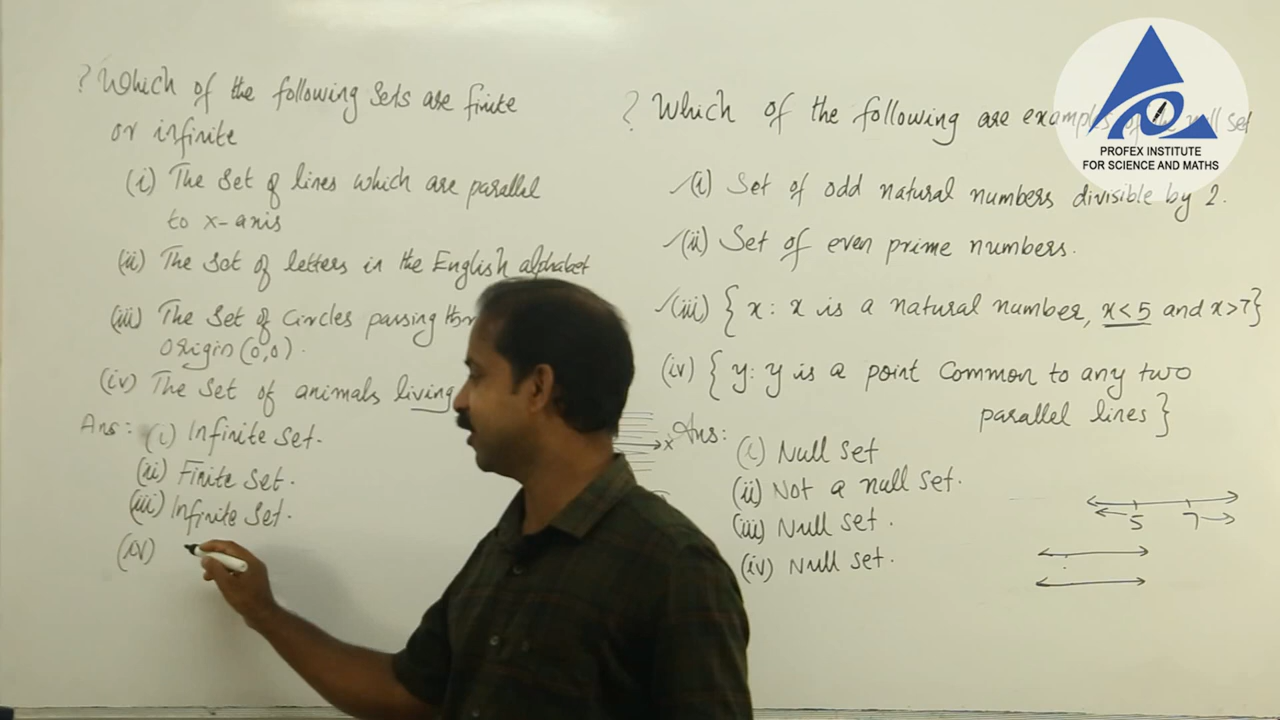 ? Which of the following sets are finite
or infinite
(i) The set of lines which are parallel
to x-axis
(ii) The set of letters in the English alphabet
(iii) The set of circles passing
origin (0,0).
(iv) The set of animals living
Ans: (i) Infinite set.
(ii) Finite set.
(iii) Infinite set.
(iv)
x
? Which of the following are examples of the null set
(i) Set of odd natural numbers divisible by 2.
(ii) Set of even prime numbers.
(iii) { x : x is a natural number, x<5 and x>7}
(iv) { y : y is a point common to any two
parallel lines }
Ans:
(i) Null set
(ii) Not a null set.
(iii) Null set.
(iv) Null set.
5 7
PROFEX INSTITUTE
FOR SCIENCE AND MATHS